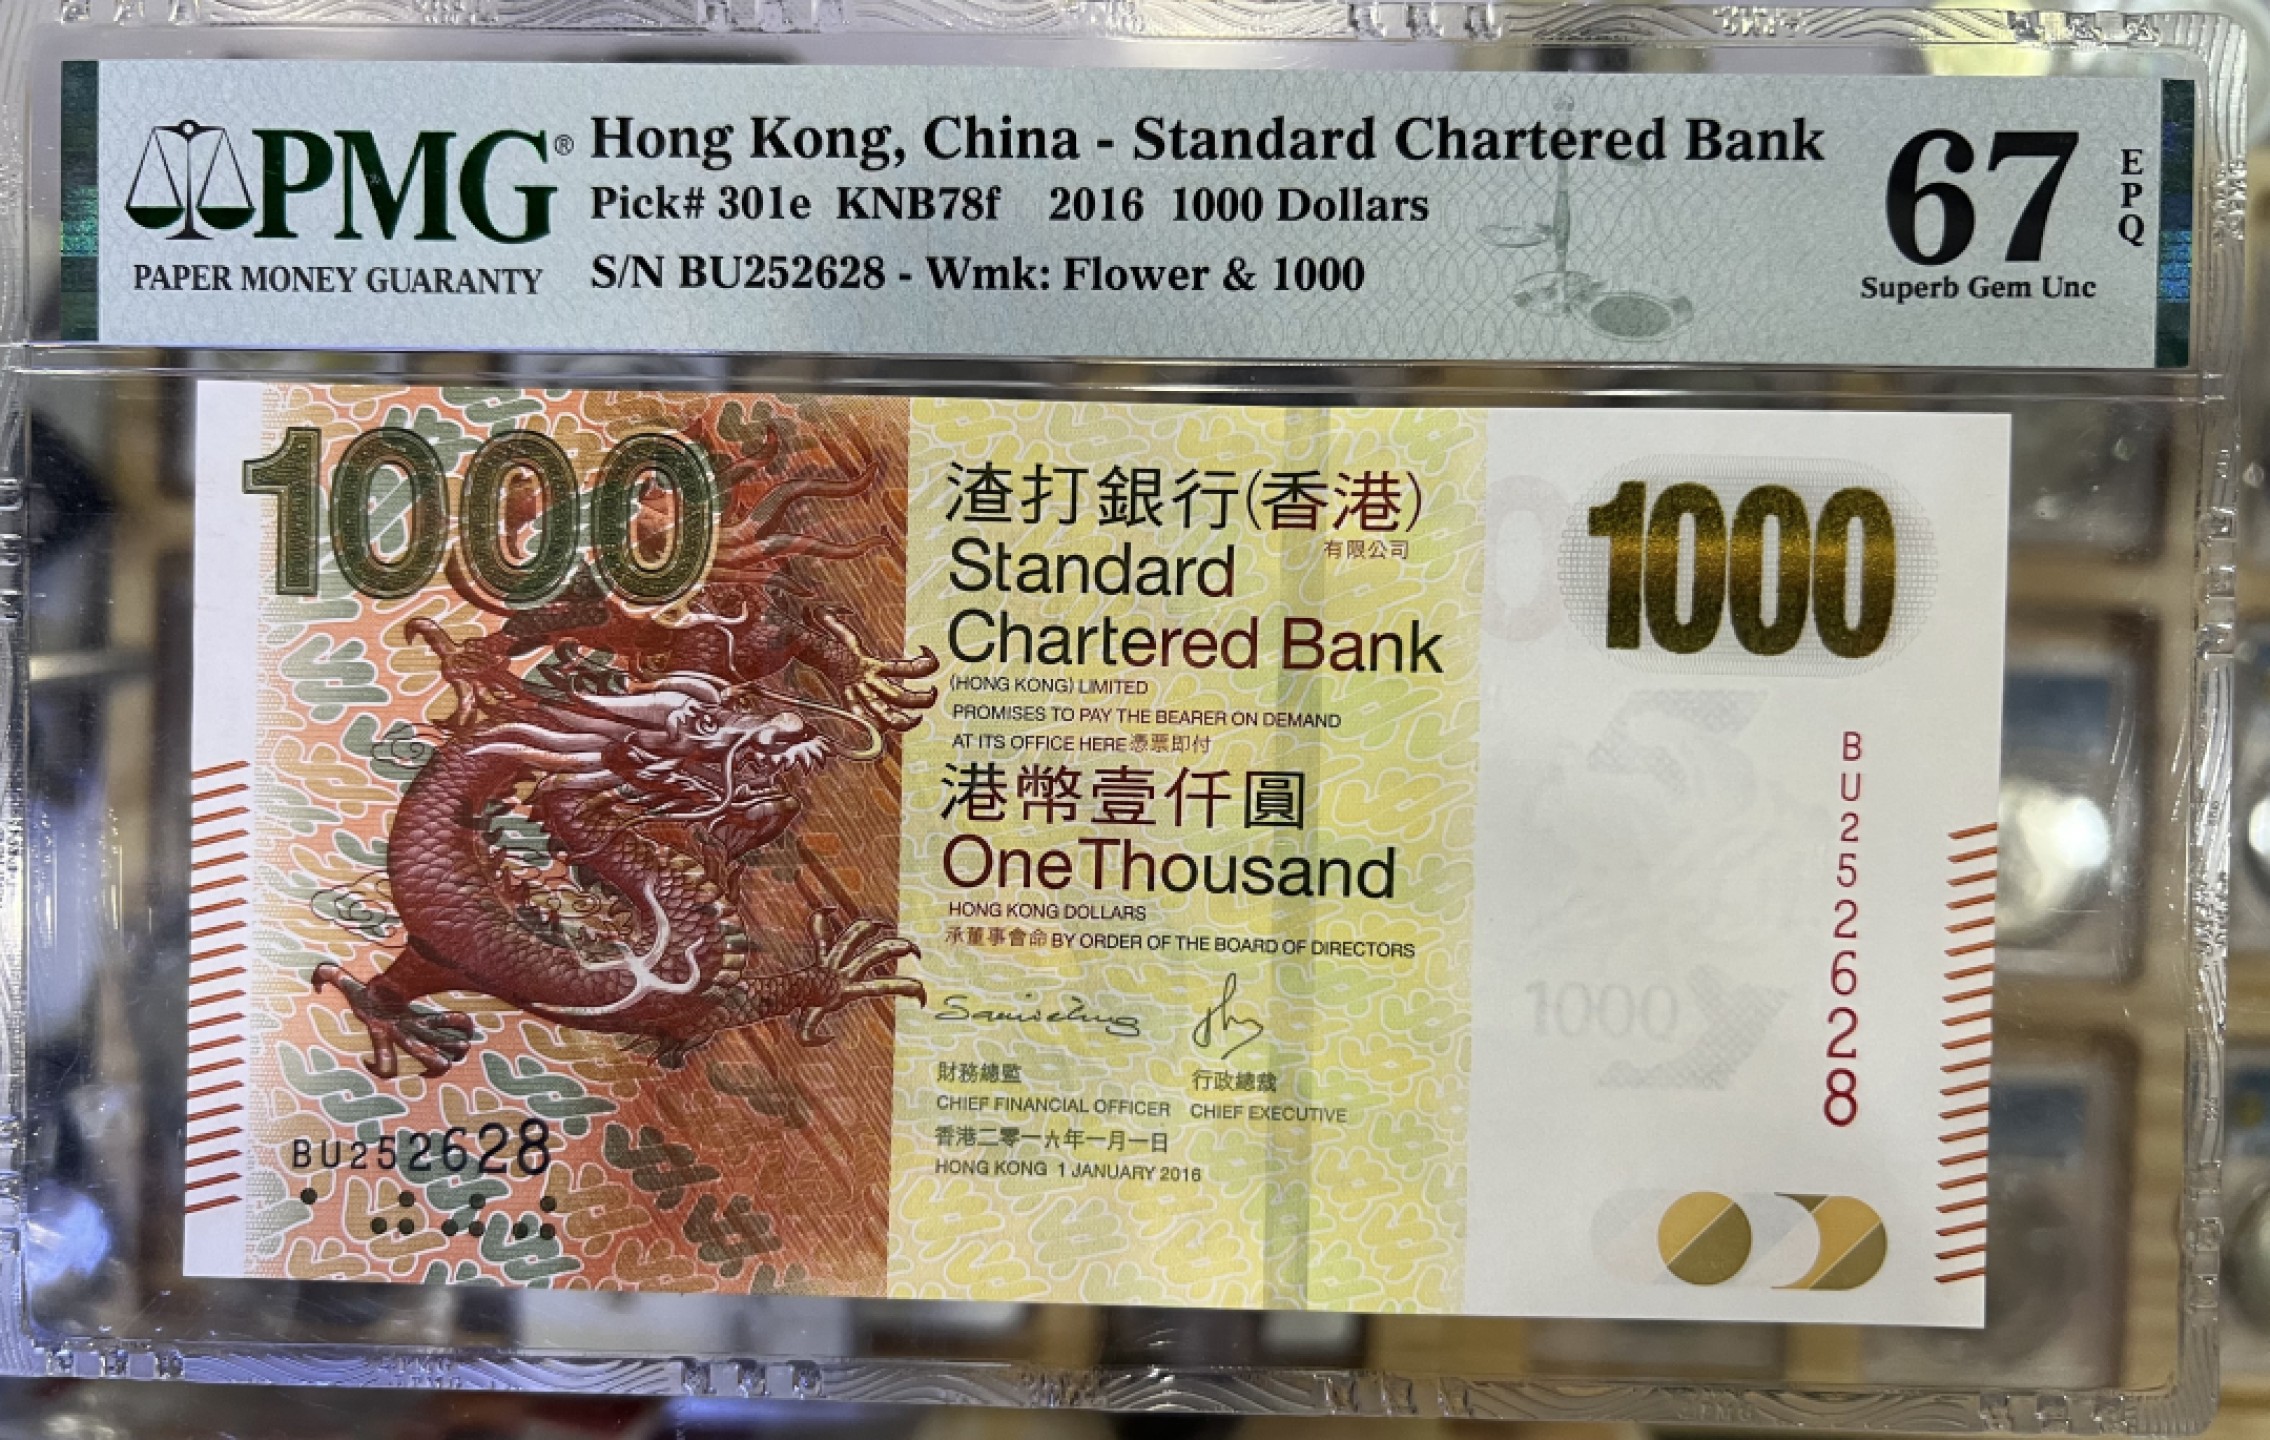 PMG®
PAPER MONEY GUARANTY
Hong Kong, China - Standard Chartered Bank
Pick# 301e KNB78f 2016 1000 Dollars
S/N BU252628 - Wmk: Flower & 1000
67
EPQ
Superb Gem Unc
1000
渣打銀行(香港)
有限公司
Standard
Chartered Bank
(HONG KONG) LIMITED
PROMISES TO PAY THE BEARER ON DEMAND
AT ITS OFFICE HERE 憑票即付
港幣壹仟圓
One Thousand
HONG KONG DOLLARS
承董事會命 BY ORDER OF THE BOARD OF DIRECTORS
財務總監
CHIEF FINANCIAL OFFICER
行政總裁
CHIEF EXECUTIVE
香港二零一六年一月一日
HONG KONG 1 JANUARY 2016
BU252628
1000
BU252628
1000
PMG